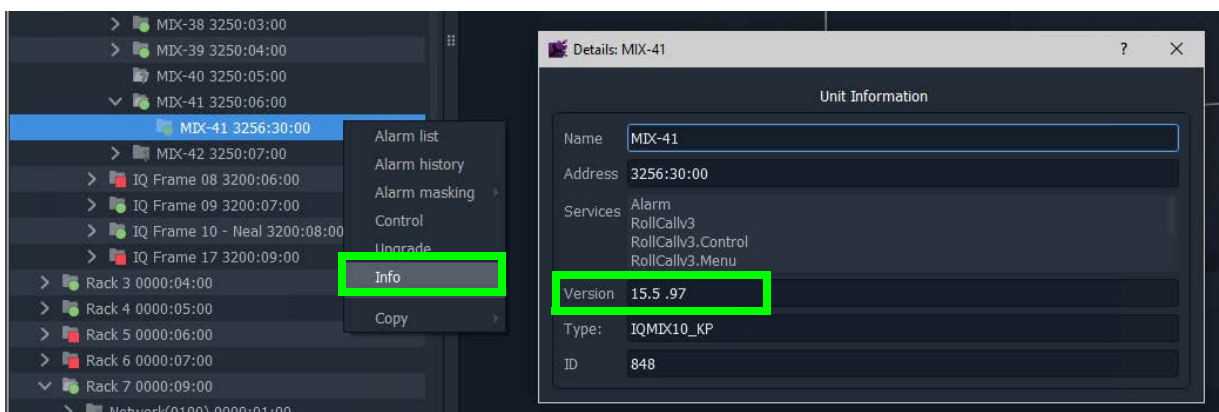 MIX-38 3250:03:00
MIX-39 3250:04:00
MIX-40 3250:05:00
MIX-41 3250:06:00
MIX-41 3256:30:00
MIX-42 3250:07:00
IQ Frame 08 3200:06:00
IQ Frame 09 3200:07:00
IQ Frame 10 - Neal 3200:08:00
IQ Frame 17 3200:09:00
Rack 3 0000:04:00
Rack 4 0000:05:00
Rack 5 0000:06:00
Rack 6 0000:07:00
Rack 7 0000:09:00
Network(0100) 0000:01:00
Alarm list
Alarm history
Alarm masking
Control
Upgrade
Info
Copy
Details: MIX-41 ?
Unit Information
Name MIX-41
Address 3256:30:00
Services Alarm
RollCallv3
RollCallv3.Control
RollCallv3.Menu
Version 15.5 .97
Type: IQMIX10_KP
ID 848